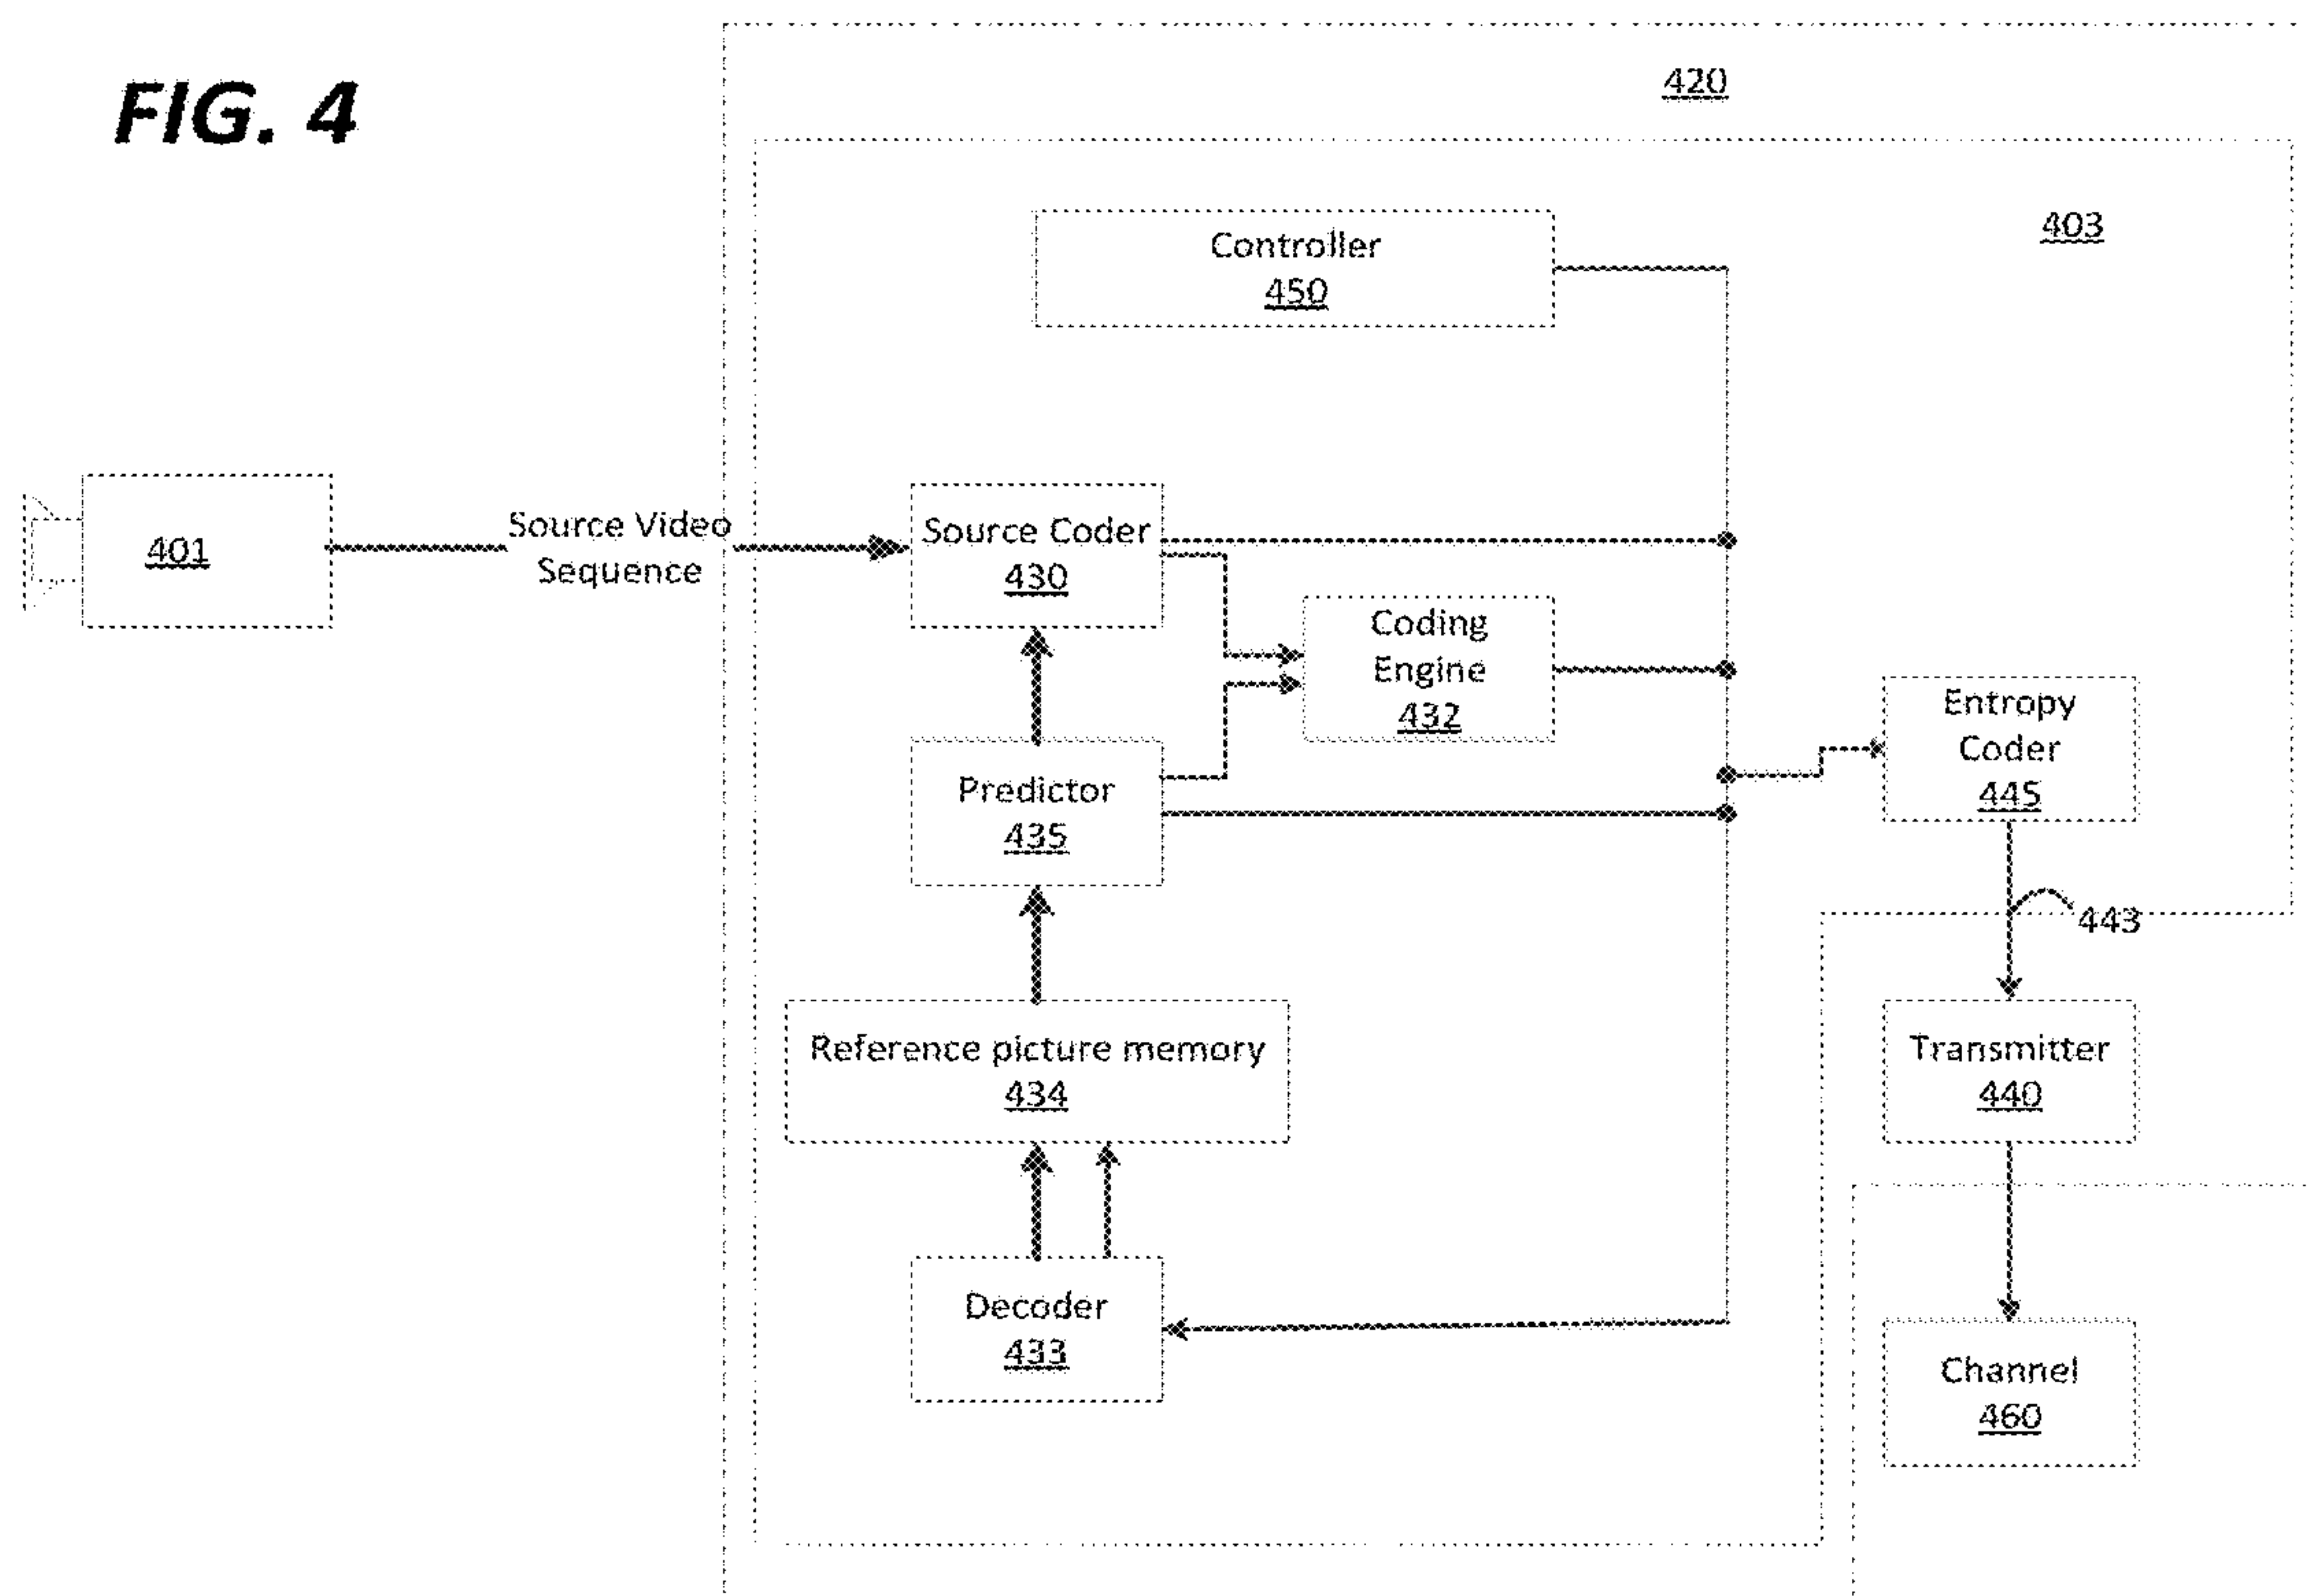 FIG. 4
420
403
Controller
450
401
Source Video
Sequence
Source Coder
430
Coding
Engine
432
Entropy
Coder
445
Predictor
435
443
Reference picture memory
434
Transmitter
440
Decoder
433
Channel
460